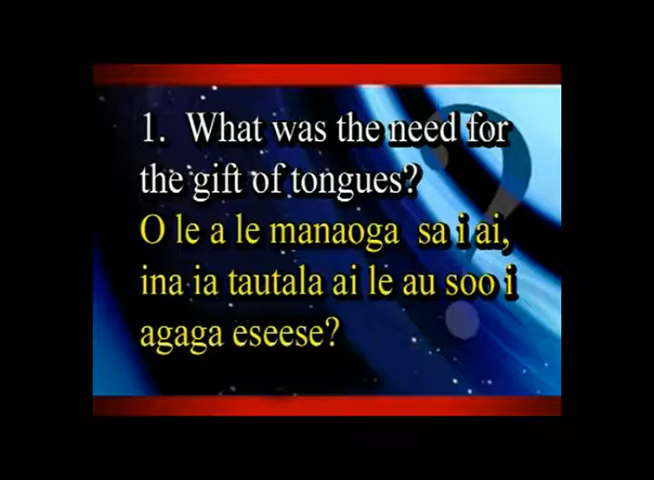 1. What was the need for
the gift of tongues?
O le a le manaoga sa i ai,
ina ia tautala ai le au soo i
agaga eseese?